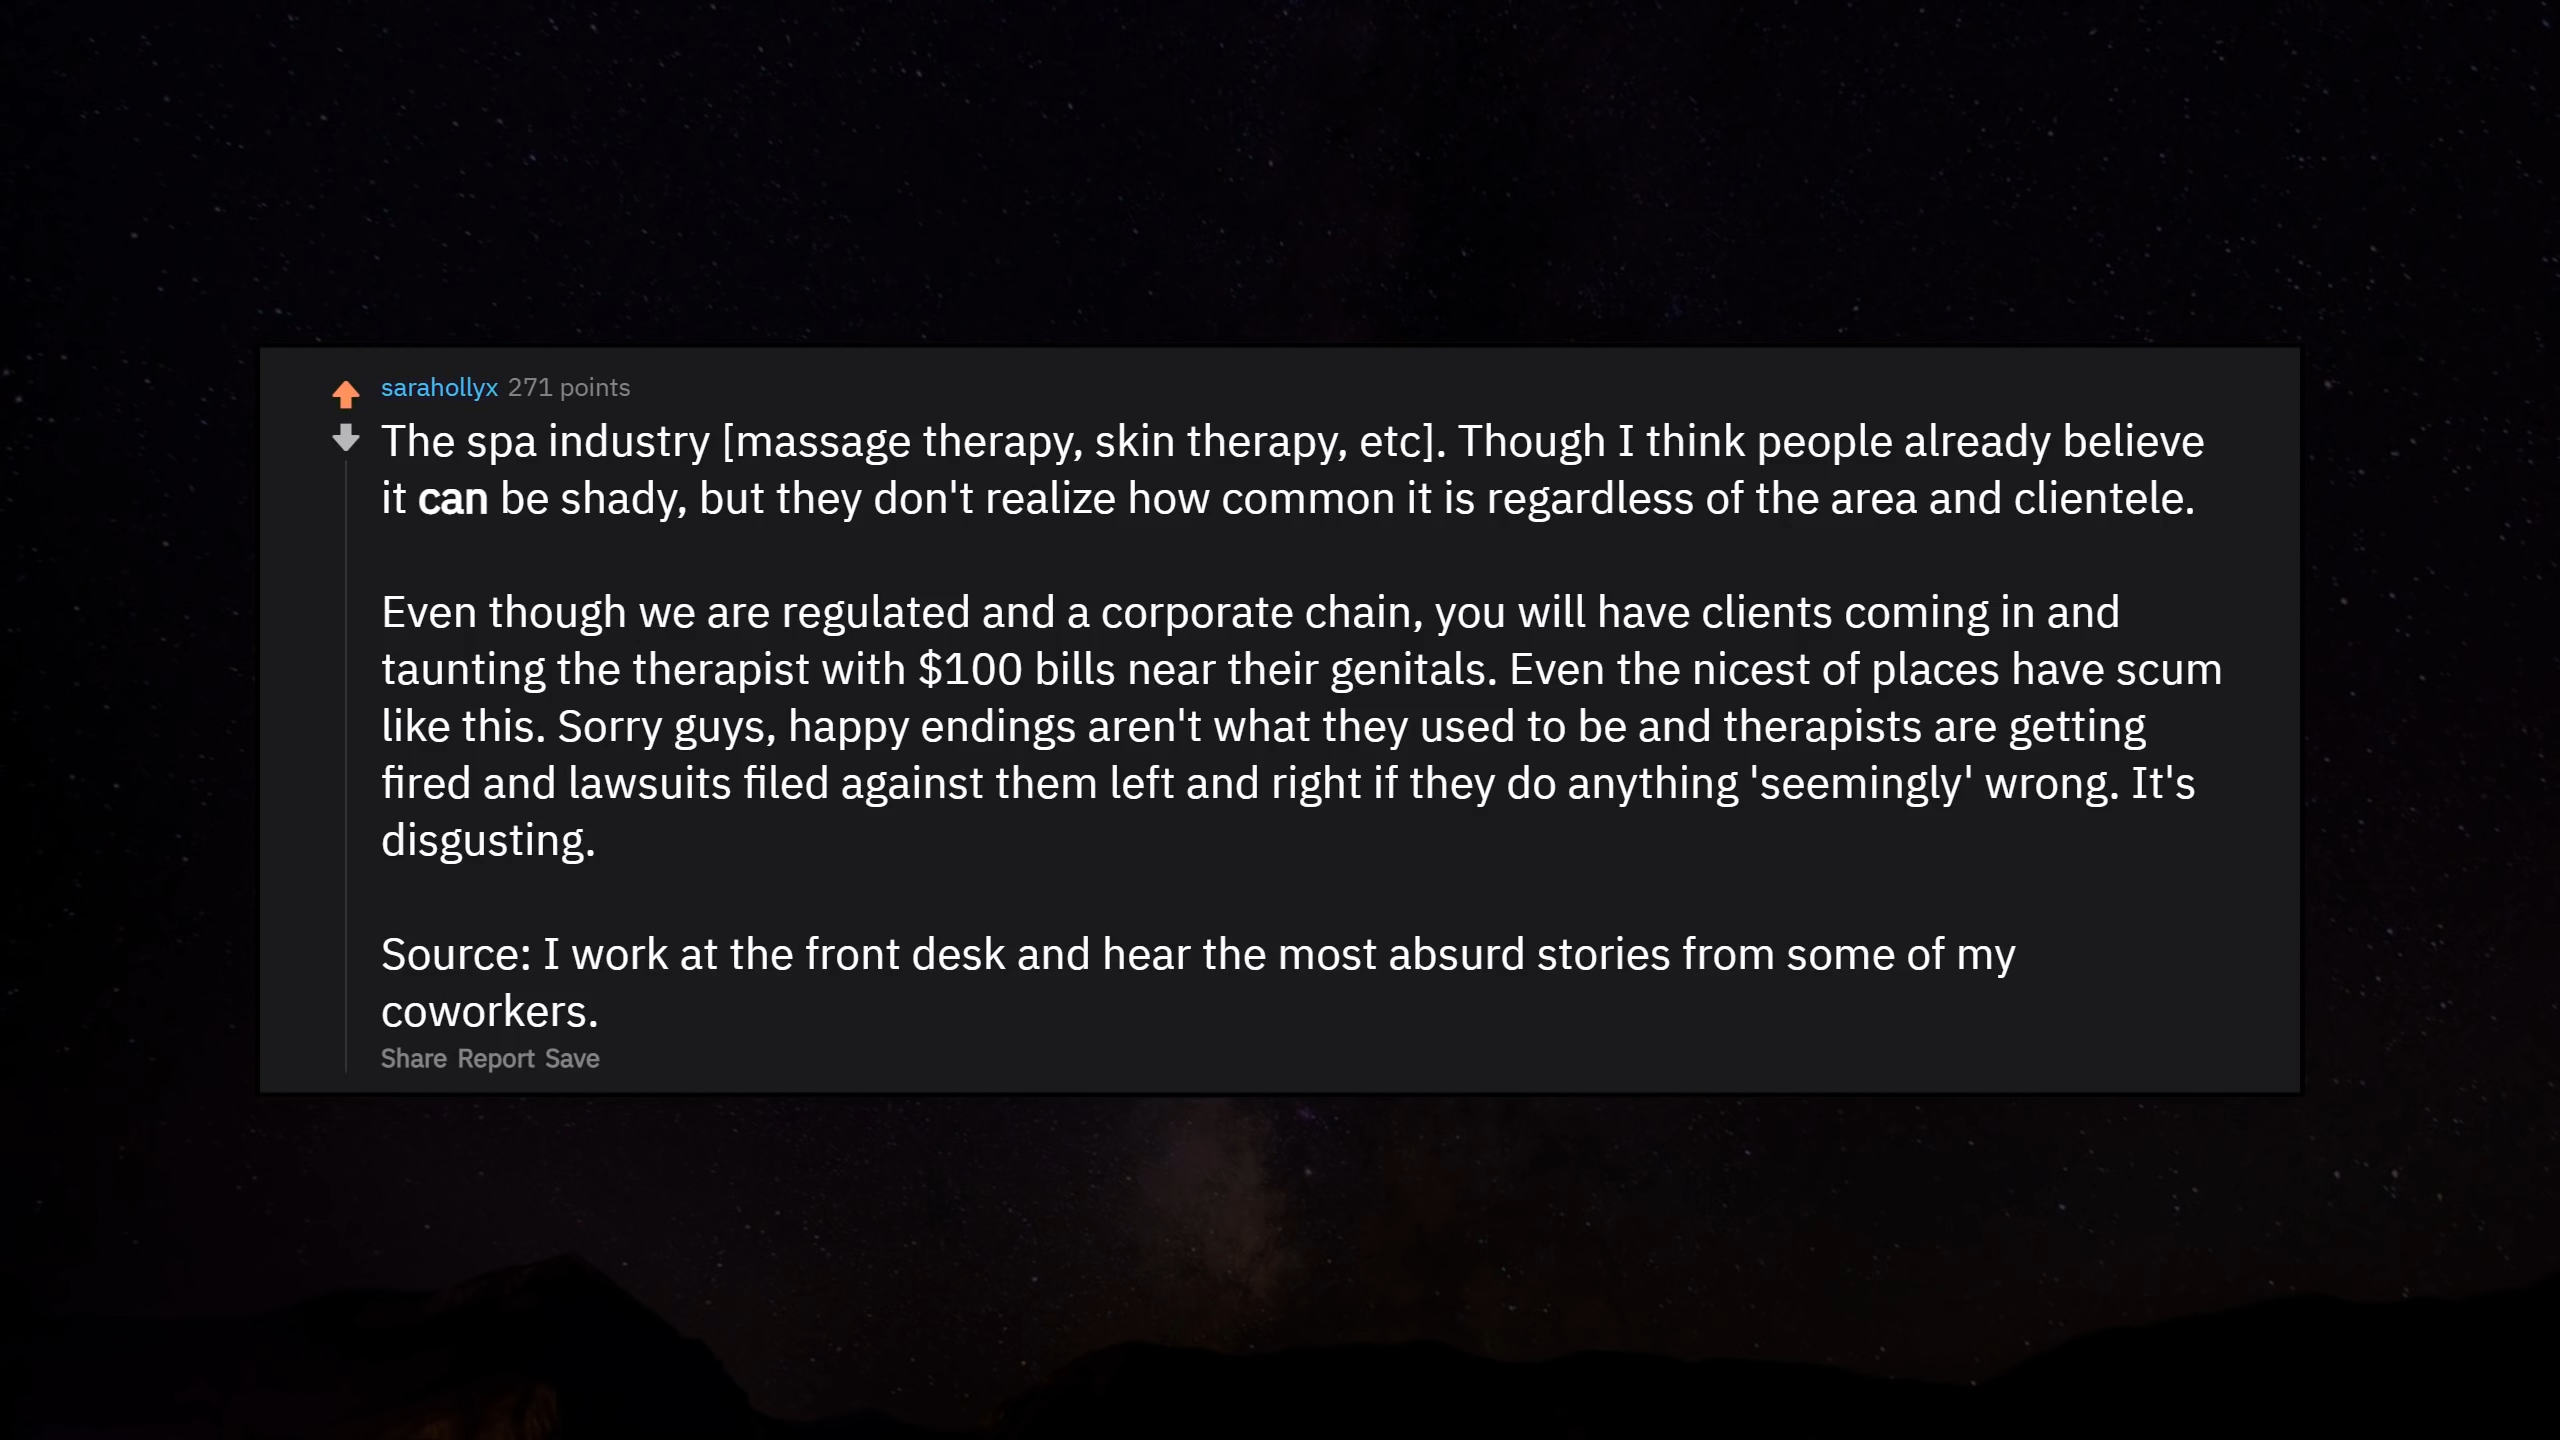 sarahollyx 271 points
The spa industry [massage therapy, skin therapy, etc]. Though I think people already believe
it can be shady, but they don't realize how common it is regardless of the area and clientele.
Even though we are regulated and a corporate chain, you will have clients coming in and
taunting the therapist with $100 bills near their genitals. Even the nicest of places have scum
like this. Sorry guys, happy endings aren't what they used to be and therapists are getting
fired and lawsuits filed against them left and right if they do anything 'seemingly' wrong. It's
disgusting.
Source: I work at the front desk and hear the most absurd stories from some of my
coworkers.
Share Report Save